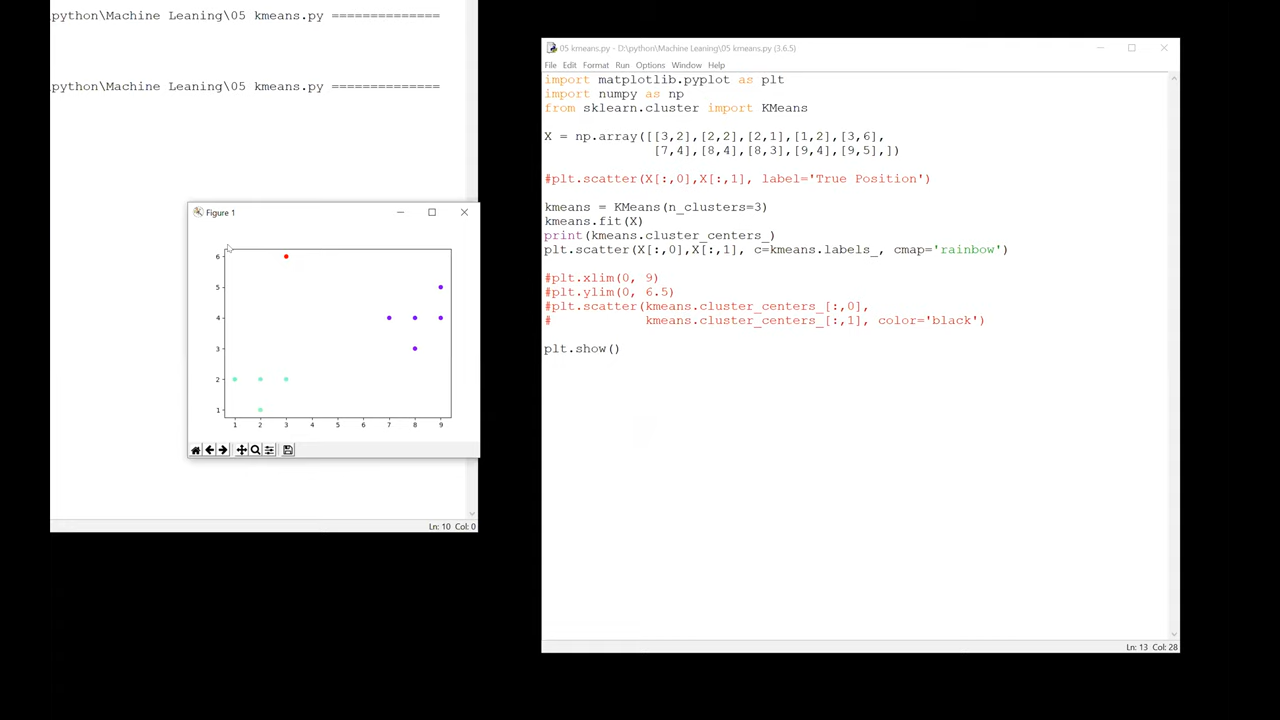 python\Machine Leaning\05 kmeans.py ==============
python\Machine Leaning\05 kmeans.py ==============
Figure 1
6
5
4
3
2
1
1 2 3 4 5 6 7 8 9
Ln: 10 Col: 0
05 kmeans.py - D:\python\Machine Leaning\05 kmeans.py (3.6.5)
File Edit Format Run Options Window Help
import matplotlib.pyplot as plt
import numpy as np
from sklearn.cluster import KMeans
X = np.array([[3,2],[2,2],[2,1],[1,2],[3,6],
[7,4],[8,4],[8,3],[9,4],[9,5],])
#plt.scatter(X[:,0],X[:,1], label='True Position')
kmeans = KMeans(n_clusters=3)
kmeans.fit(X)
print(kmeans.cluster_centers_)
plt.scatter(X[:,0],X[:,1], c=kmeans.labels_, cmap='rainbow')
#plt.xlim(0, 9)
#plt.ylim(0, 6.5)
#plt.scatter(kmeans.cluster_centers_[:,0],
# kmeans.cluster_centers_[:,1], color='black')
plt.show()
Ln: 13 Col: 28